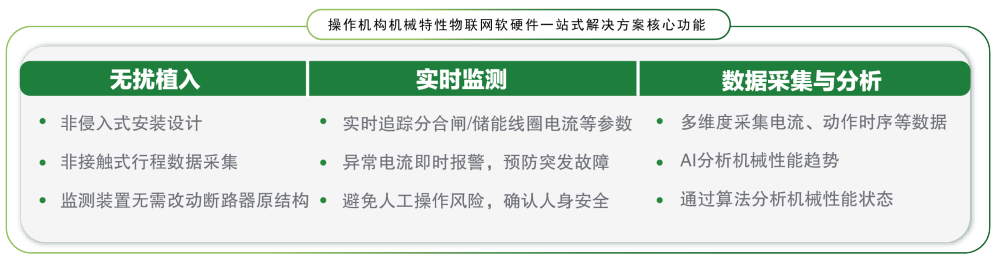 操作机构机械特性物联网软硬件一站式解决方案核心功能
无扰植入
非侵入式安装设计
非接触式行程数据采集
监测装置无需改动断路器原结构
实时监测
实时追踪分合闸/储能线圈电流等参数
异常电流即时报警，预防突发故障
避免人工操作风险，确认人身安全
数据采集与分析
多维度采集电流、动作时序等数据
AI分析机械性能趋势
通过算法分析机械性能状态